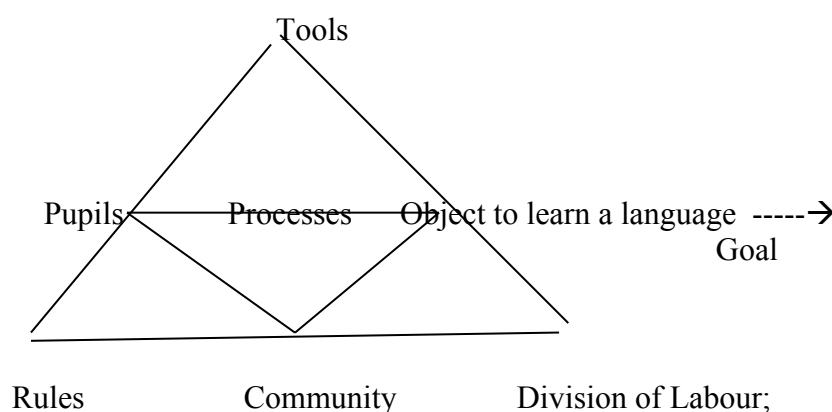 Tools
Pupils Processes Object to learn a language -----→
Goal
Rules Community Division of Labour;